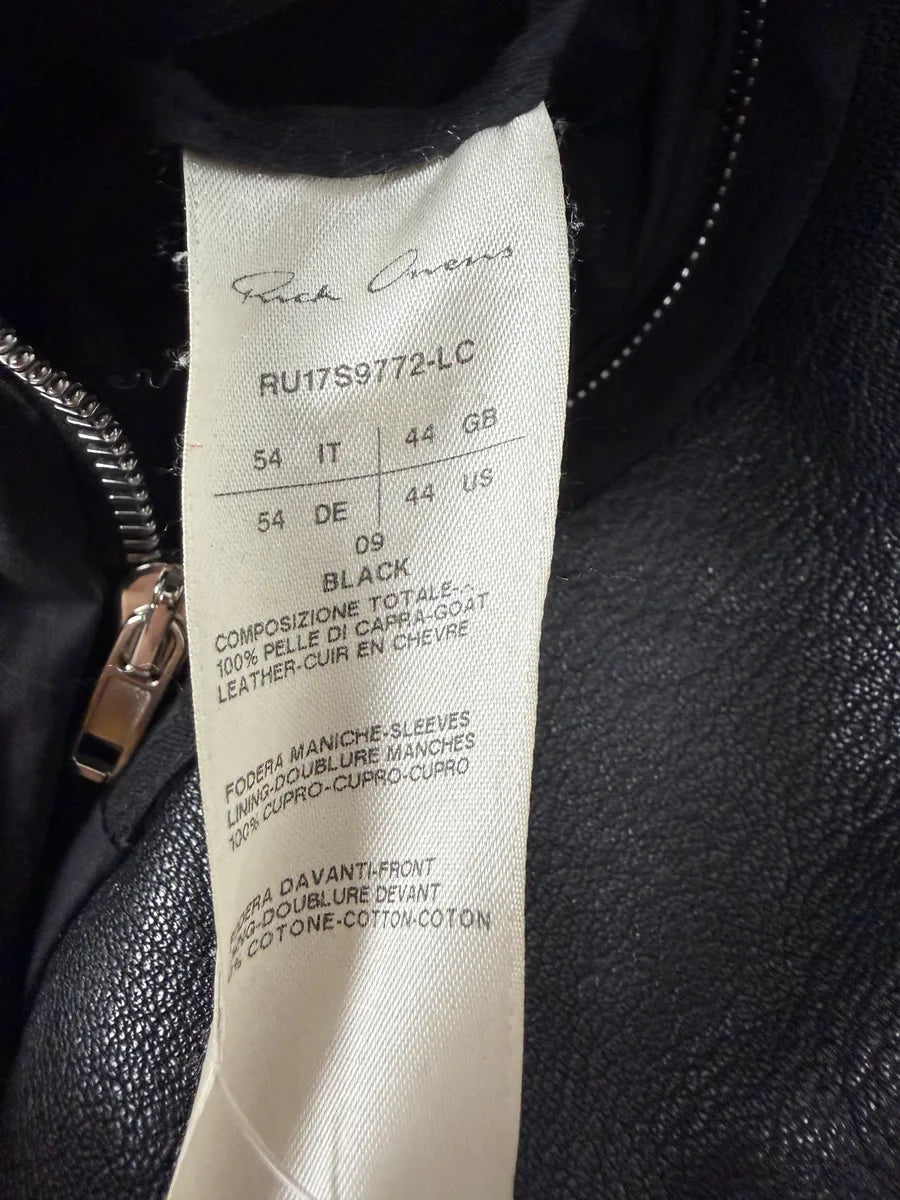 Rick Owens
RU17S9772-LC
54 IT 44 GB
54 DE 44 US
09
BLACK
COMPOSIZIONE TOTALE-
100% PELLE DI CAPRA-GOAT
LEATHER-CUIR EN CHEVRE
FODERA MANICHE-SLEEVES
LINING-DOUBLURE MANCHES
100% CUPRO-CUPRO-CUPRO
DAVANTI-FRONT
DOUBLURE DEVANT
COTONE-COTTON-COTON